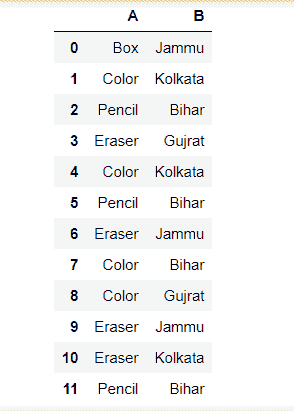 A B
0 Box Jammu
1 Color Kolkata
2 Pencil Bihar
3 Eraser Gujrat
4 Color Kolkata
5 Pencil Bihar
6 Eraser Jammu
7 Color Bihar
8 Color Gujrat
9 Eraser Jammu
10 Eraser Kolkata
11 Pencil Bihar